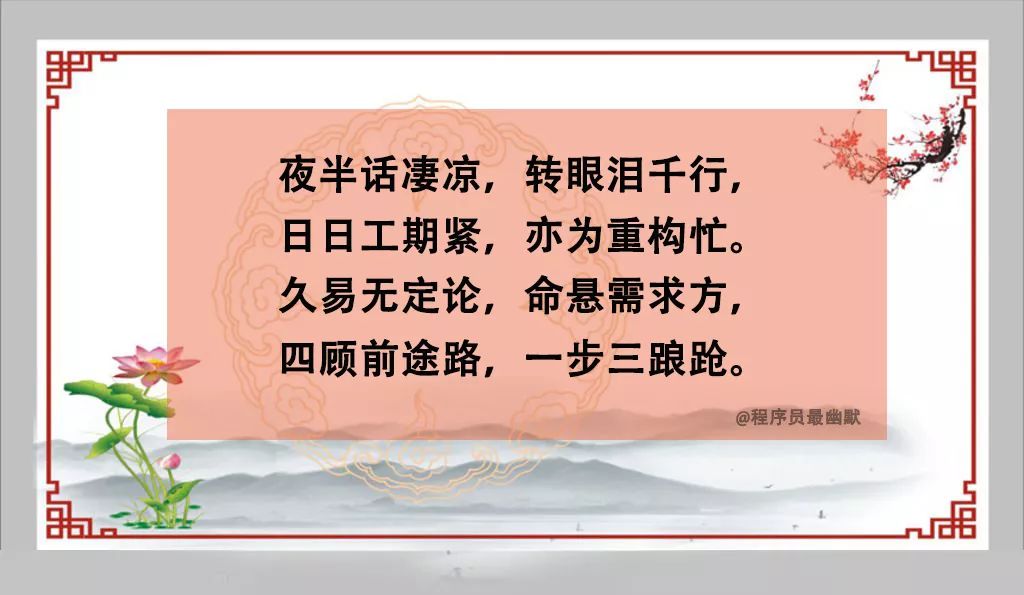 夜半话凄凉，转眼泪千行，
日日工期紧，亦为重构忙。
久易无定论，命悬需求方，
四顾前途路，一步三踉跄。
@程序员最幽默